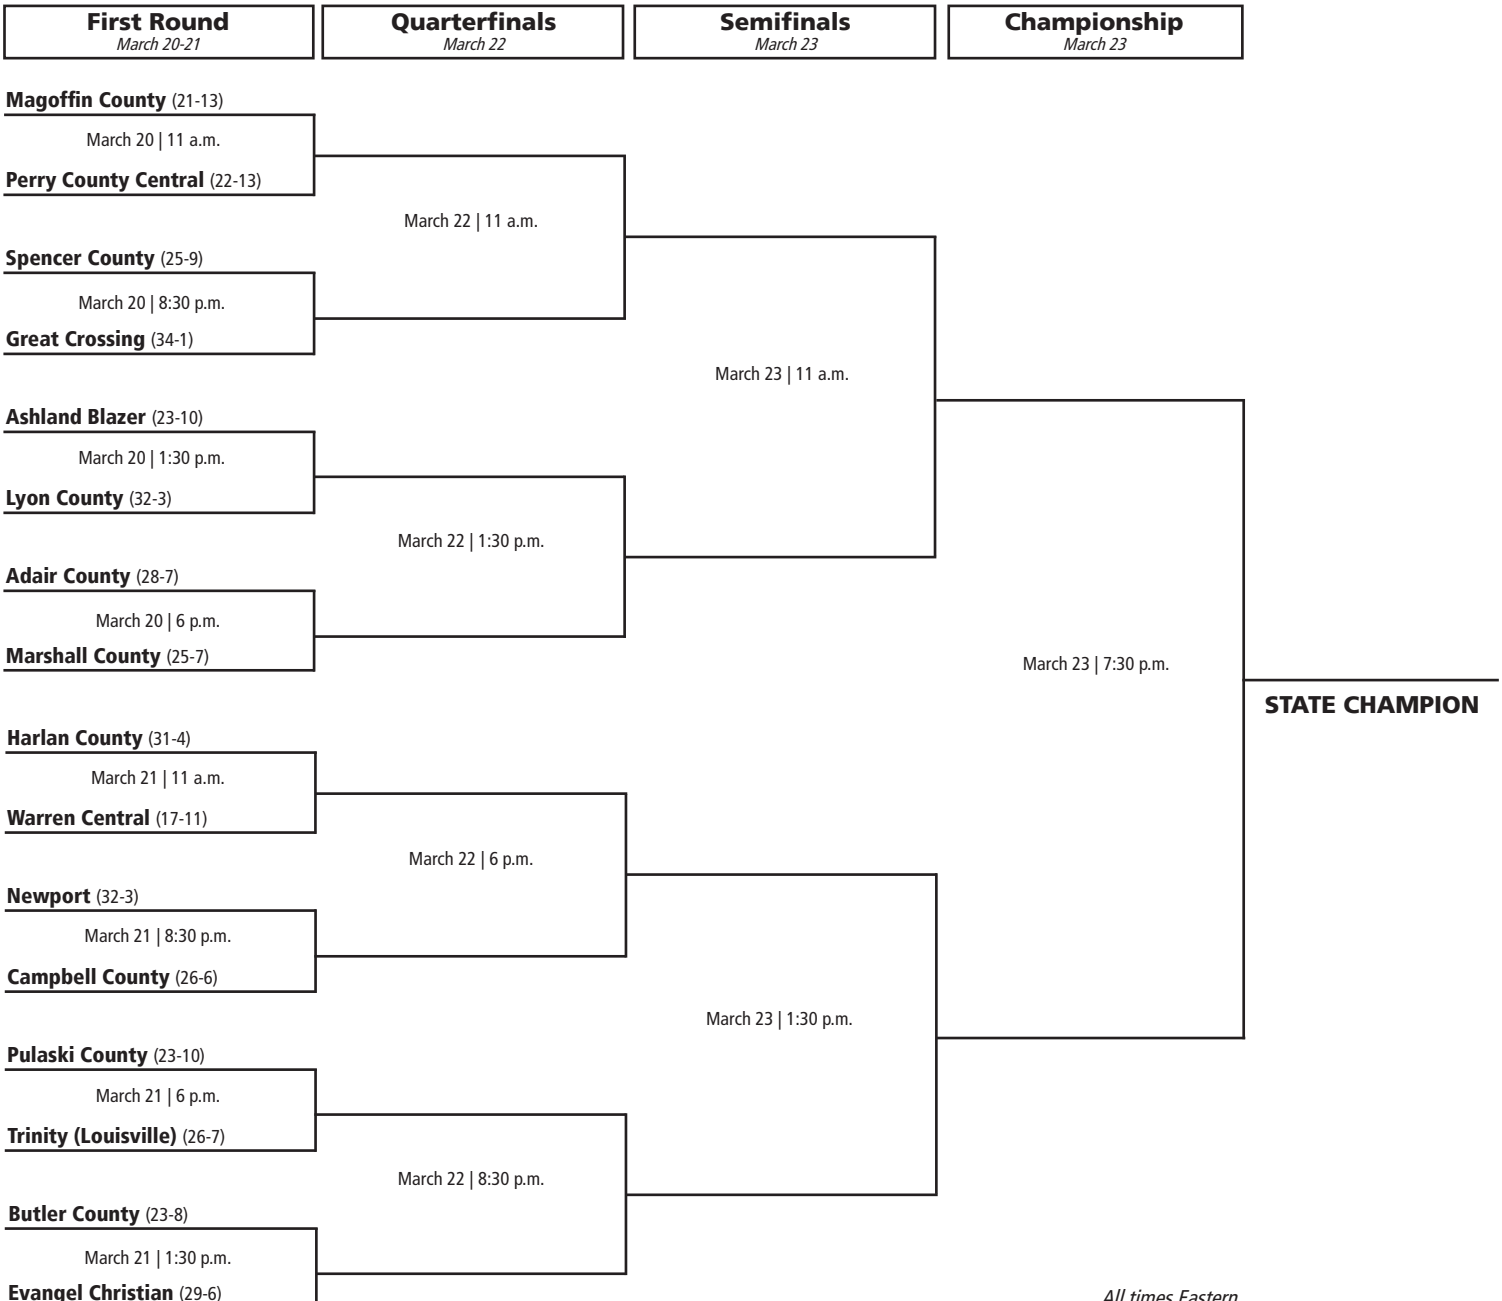 First Round
March 20-21
Quarterfinals
March 22
Semifinals
March 23
Championship
March 23
Magoffin County (21-13)
March 20 | 11 a.m.
Perry County Central (22-13)
March 22 | 11 a.m.
Spencer County (25-9)
March 20 | 8:30 p.m.
Great Crossing (34-1)
March 23 | 11 a.m.
Ashland Blazer (23-10)
March 20 | 1:30 p.m.
Lyon County (32-3)
March 22 | 1:30 p.m.
Adair County (28-7)
March 20 | 6 p.m.
Marshall County (25-7)
March 23 | 7:30 p.m.
STATE CHAMPION
Harlan County (31-4)
March 21 | 11 a.m.
Warren Central (17-11)
March 22 | 6 p.m.
Newport (32-3)
March 21 | 8:30 p.m.
Campbell County (26-6)
March 23 | 1:30 p.m.
Pulaski County (23-10)
March 21 | 6 p.m.
Trinity (Louisville) (26-7)
March 22 | 8:30 p.m.
Butler County (23-8)
March 21 | 1:30 p.m.
Evangel Christian (29-6)
All times Eastern